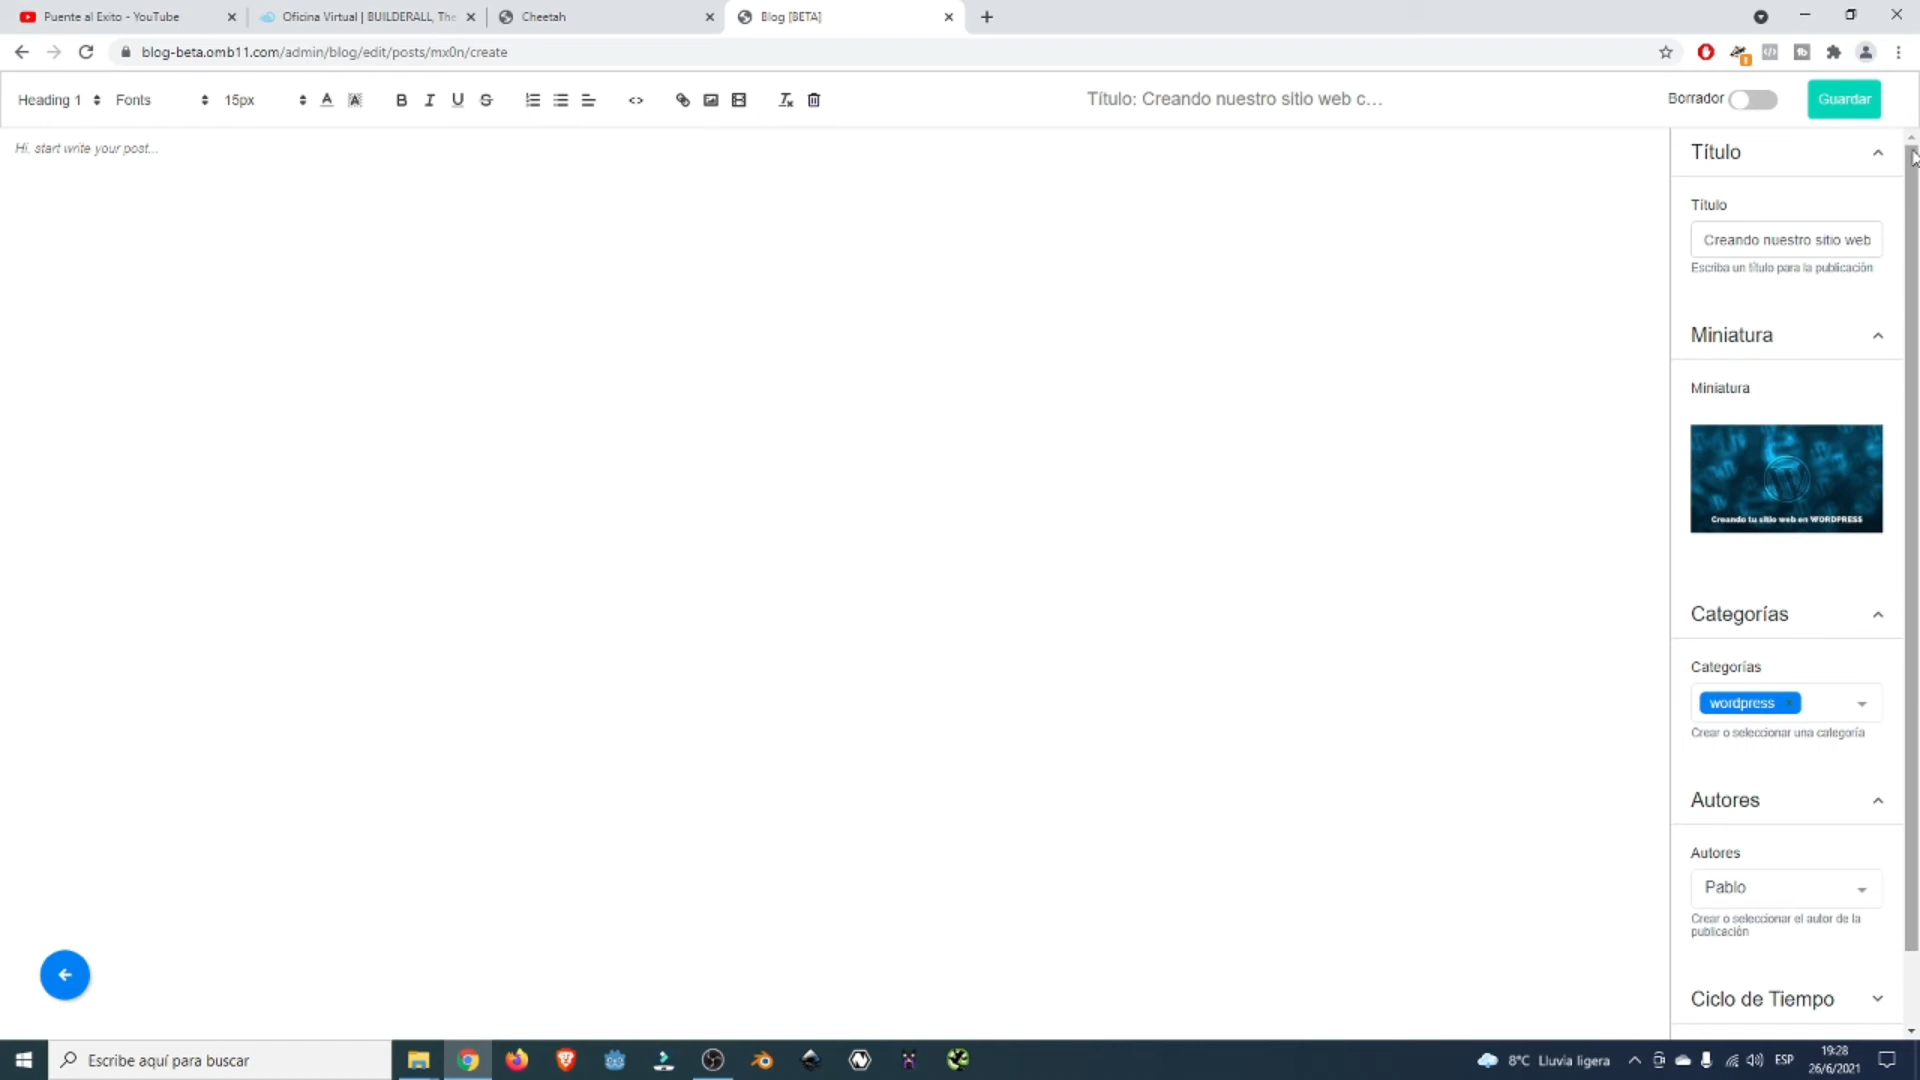 Puente al Exito - YouTube
Oficina Virtual | BUILDERALL, The
Cheetah
Blog [BETA]
blog-beta.omb11.com/admin/blog/edit/posts/mx0n/create
Heading 1
Fonts
15px
Título: Creando nuestro sitio web c...
Borrador
Guardar
Hi, start write your post...
Título
Título
Creando nuestro sitio web
Escriba un título para la publicación
Miniatura
Miniatura
Creando tu sitio web en WORDPRESS
Categorías
Categorías
wordpress ×
Crear o seleccionar una categoría
Autores
Autores
Pablo
Crear o seleccionar el autor de la
publicación
Ciclo de Tiempo
Escribe aquí para buscar
8°C Lluvia ligera
ESP
19:28
26/6/2021